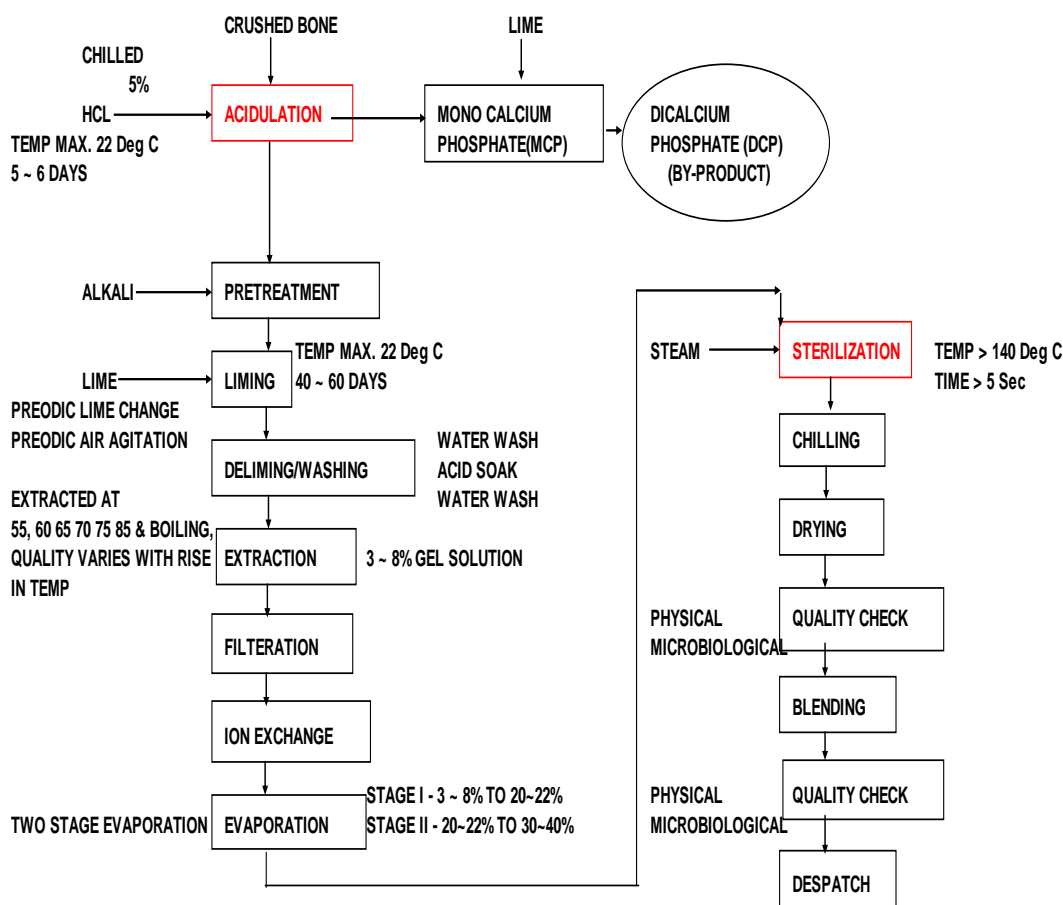 CRUSHED BONE
LIME
CHILLED
5%
HCL
ACIDULATION
MONO CALCIUM
PHOSPHATE(MCP)
DICALCIUM
PHOSPHATE (DCP)
(BY-PRODUCT)
TEMP MAX. 22 Deg C
5 ~ 6 DAYS
ALKALI
PRETREATMENT
TEMP MAX. 22 Deg C
40 ~ 60 DAYS
LIME
LIMING
PREODIC LIME CHANGE
PREODIC AIR AGITATION
DELIMING/WASHING
WATER WASH
ACID SOAK
WATER WASH
EXTRACTED AT
55, 60 65 70 75 85 & BOILING,
QUALITY VARIES WITH RISE
IN TEMP
EXTRACTION
3 ~ 8% GEL SOLUTION
FILTERATION
ION EXCHANGE
TWO STAGE EVAPORATION
EVAPORATION
STAGE I - 3 ~ 8% TO 20~22%
STAGE II - 20~22% TO 30~40%
STEAM
STERILIZATION
TEMP > 140 Deg C
TIME > 5 Sec
CHILLING
DRYING
PHYSICAL
MICROBIOLOGICAL
QUALITY CHECK
BLENDING
PHYSICAL
MICROBIOLOGICAL
QUALITY CHECK
DESPATCH